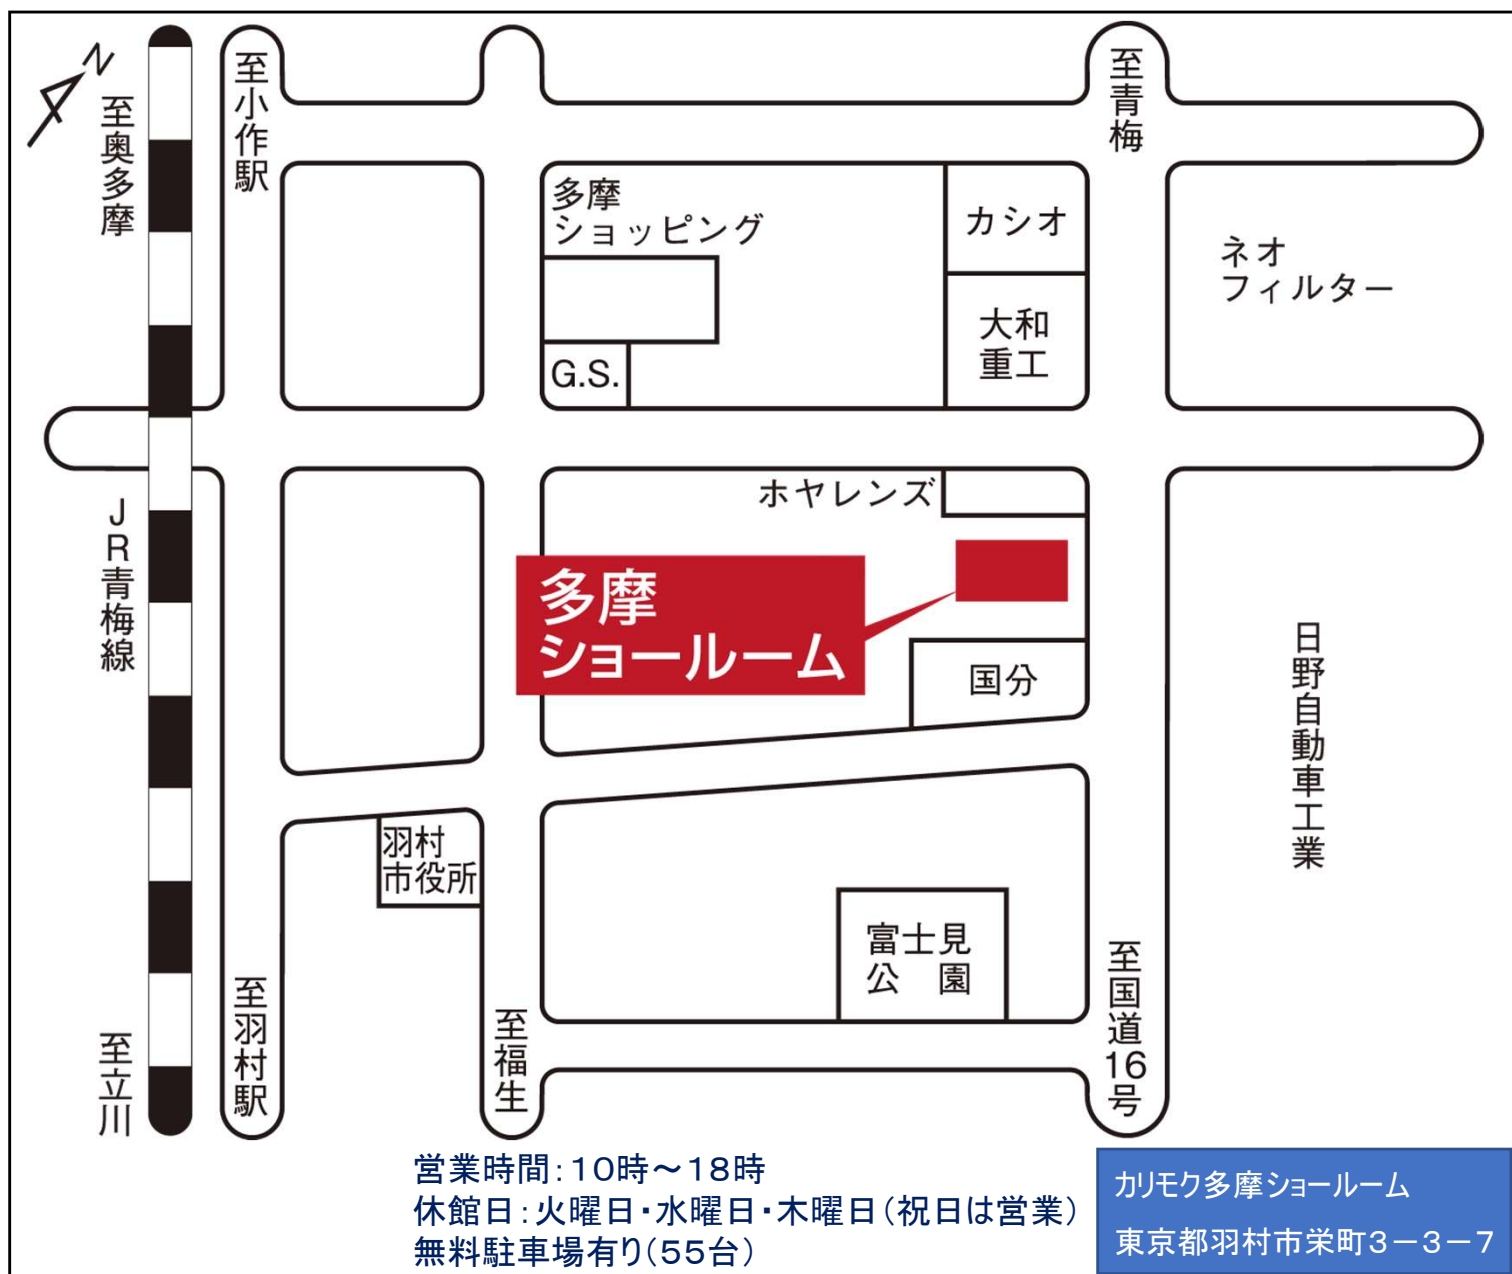 N
至奥多摩
至小作駅
至青梅
多摩
ショッピング
カシオ
ネオ
フィルター
大和
重工
G.S.
ホヤレンズ
JR青梅線
多摩
ショールーム
国分
日野自動車工業
羽村
市役所
富士見
公　園
至立川
至羽村駅
至福生
至国道16号
営業時間：10時～18時
休館日：火曜日・水曜日・木曜日（祝日は営業）
無料駐車場有り（55台）
カリモク多摩ショールーム
東京都羽村市栄町3－3－7